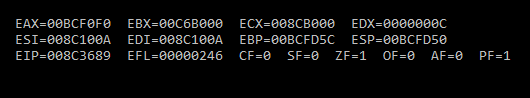 EAX=00BCF0F0 EBX=00C6B000 ECX=008CB000 EDX=0000000C
ESI=008C100A EDI=008C100A EBP=00BCFD5C ESP=00BCFD50
EIP=008C3689 EFL=00000246 CF=0 SF=0 ZF=1 OF=0 AF=0 PF=1